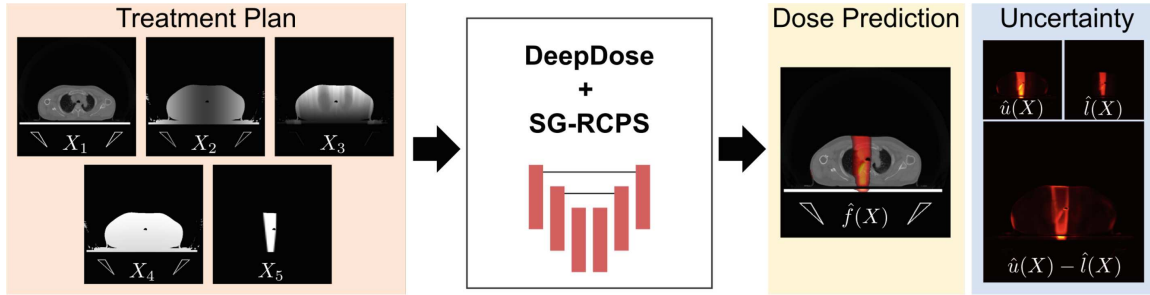 Treatment Plan
X₁
X₂
X₃
X₄
X₅
DeepDose
+
SG-RCPS
Dose Prediction
f̂(X)
Uncertainty
û(X)
l̂(X)
û(X) − l̂(X)